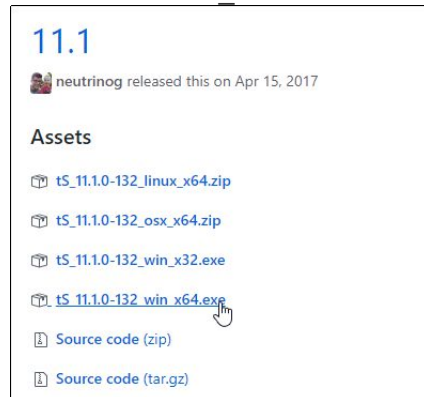 11.1
neutrinog released this on Apr 15, 2017
Assets
tS_11.1.0-132_linux_x64.zip
tS_11.1.0-132_osx_x64.zip
tS_11.1.0-132_win_x32.exe
tS_11.1.0-132_win_x64.exe
Source code (zip)
Source code (tar.gz)